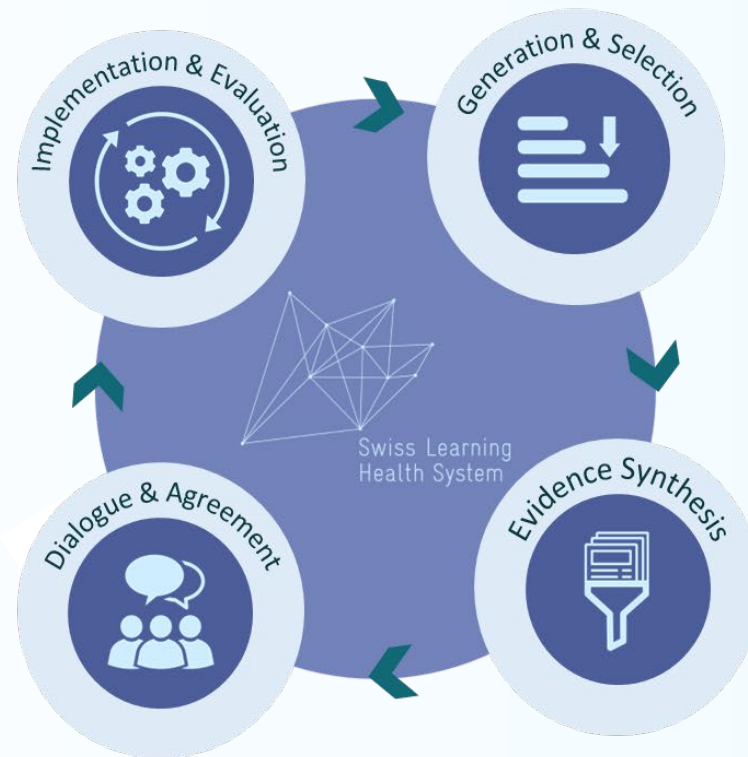 Implementation & Evaluation
Generation & Selection
Swiss Learning
Health System
Dialogue & Agreement
Evidence Synthesis